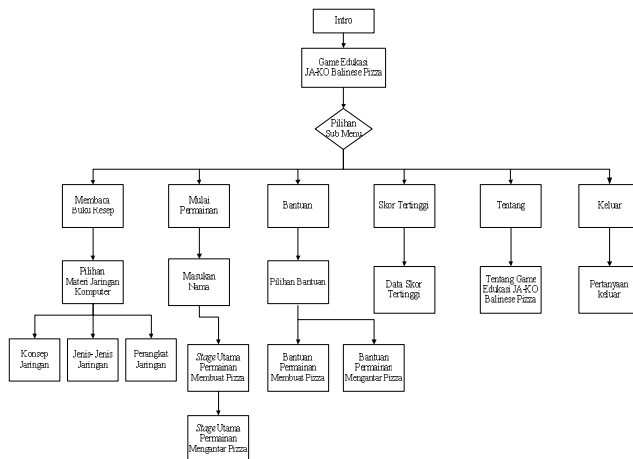 Intro
Game Edukasi
JA-KO Balinese Pizza
Pilihan
Sub Menu
Membaca
Buku Resep
Mulai
Permainan
Bantuan
Skor Tertinggi
Tentang
Keluar
Pilihan
Materi Jaringan
Komputer
Masukan
Nama
Pilihan Bantuan
Data Skor
Tertinggi
Tentang Game
Edukasi JA-KO
Balinese Pizza
Pertanyaan
keluar
Konsep
Jaringan
Jenis-Jenis
Jaringan
Perangkat
Jaringan
Stage Utama
Permainan
Membuat Pizza
Bantuan
Permainan
Membuat Pizza
Bantuan
Permainan
Mengantar Pizza
Stage Utama
Permainan
Mengantar Pizza